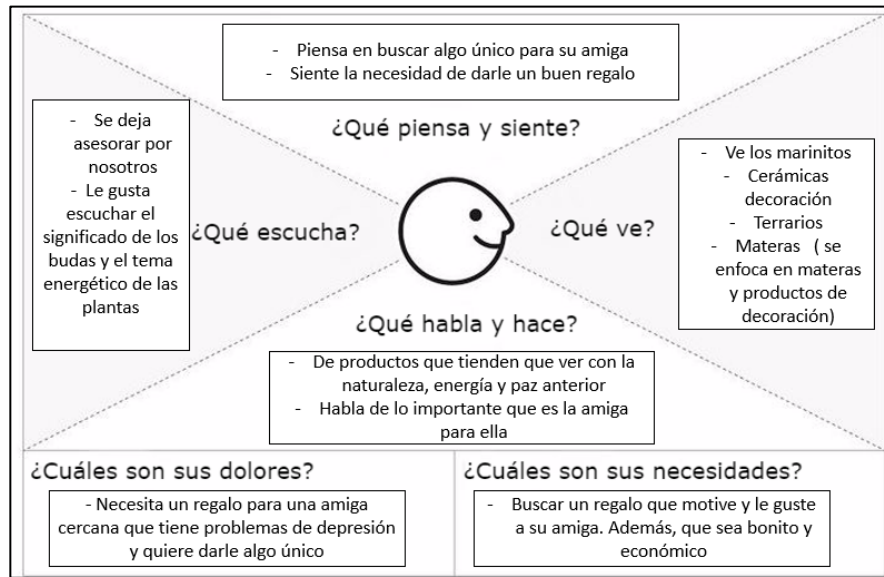 - Piensa en buscar algo único para su amiga
- Siente la necesidad de darle un buen regalo
¿Qué piensa y siente?
- Se deja
asesorar por
nosotros
- Le gusta
escuchar el
significado de los
budas y el tema
energético de las
plantas
¿Qué escucha?
¿Qué ve?
- Ve los marinitos
- Cerámicas
decoración
- Terrarios
- Materas ( se
enfoca en materas
y productos de
decoración)
¿Qué habla y hace?
- De productos que tienden que ver con la
naturaleza, energía y paz anterior
- Habla de lo importante que es la amiga
para ella
¿Cuáles son sus dolores?
- Necesita un regalo para una amiga
cercana que tiene problemas de depresión
y quiere darle algo único
¿Cuáles son sus necesidades?
- Buscar un regalo que motive y le guste
a su amiga. Además, que sea bonito y
económico